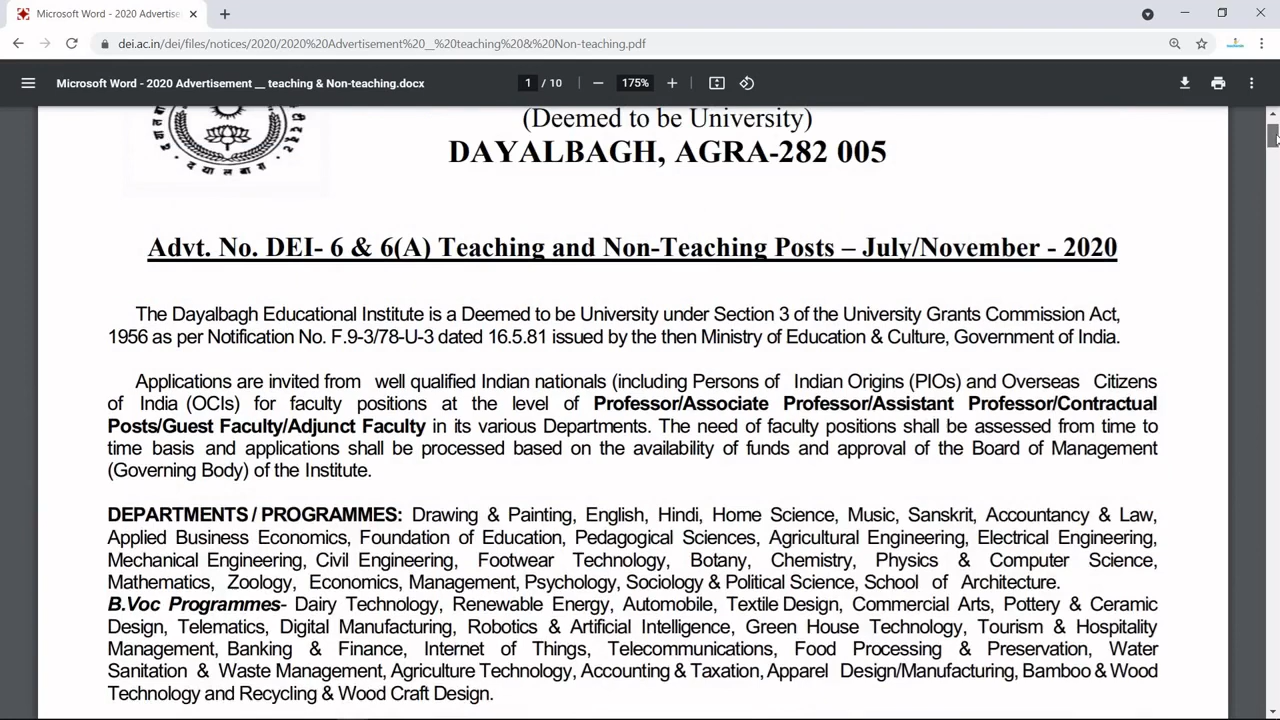 Microsoft Word - 2020 Advertise
dei.ac.in/dei/files/notices/2020/2020%20Advertisement%20__%20teaching%20&%20Non-teaching.pdf
Microsoft Word - 2020 Advertisement __ teaching & Non-teaching.docx
1 / 10
175%
(Deemed to be University)
DAYALBAGH, AGRA-282 005
Advt. No. DEI- 6 & 6(A) Teaching and Non-Teaching Posts – July/November - 2020
The Dayalbagh Educational Institute is a Deemed to be University under Section 3 of the University Grants Commission Act,
1956 as per Notification No. F.9-3/78-U-3 dated 16.5.81 issued by the then Ministry of Education & Culture, Government of India.
Applications are invited from well qualified Indian nationals (including Persons of Indian Origins (PIOs) and Overseas Citizens
of India (OCIs) for faculty positions at the level of Professor/Associate Professor/Assistant Professor/Contractual
Posts/Guest Faculty/Adjunct Faculty in its various Departments. The need of faculty positions shall be assessed from time to
time basis and applications shall be processed based on the availability of funds and approval of the Board of Management
(Governing Body) of the Institute.
DEPARTMENTS / PROGRAMMES: Drawing & Painting, English, Hindi, Home Science, Music, Sanskrit, Accountancy & Law,
Applied Business Economics, Foundation of Education, Pedagogical Sciences, Agricultural Engineering, Electrical Engineering,
Mechanical Engineering, Civil Engineering, Footwear Technology, Botany, Chemistry, Physics & Computer Science,
Mathematics, Zoology, Economics, Management, Psychology, Sociology & Political Science, School of Architecture.
B.Voc Programmes- Dairy Technology, Renewable Energy, Automobile, Textile Design, Commercial Arts, Pottery & Ceramic
Design, Telematics, Digital Manufacturing, Robotics & Artificial Intelligence, Green House Technology, Tourism & Hospitality
Management, Banking & Finance, Internet of Things, Telecommunications, Food Processing & Preservation, Water
Sanitation & Waste Management, Agriculture Technology, Accounting & Taxation, Apparel Design/Manufacturing, Bamboo & Wood
Technology and Recycling & Wood Craft Design.